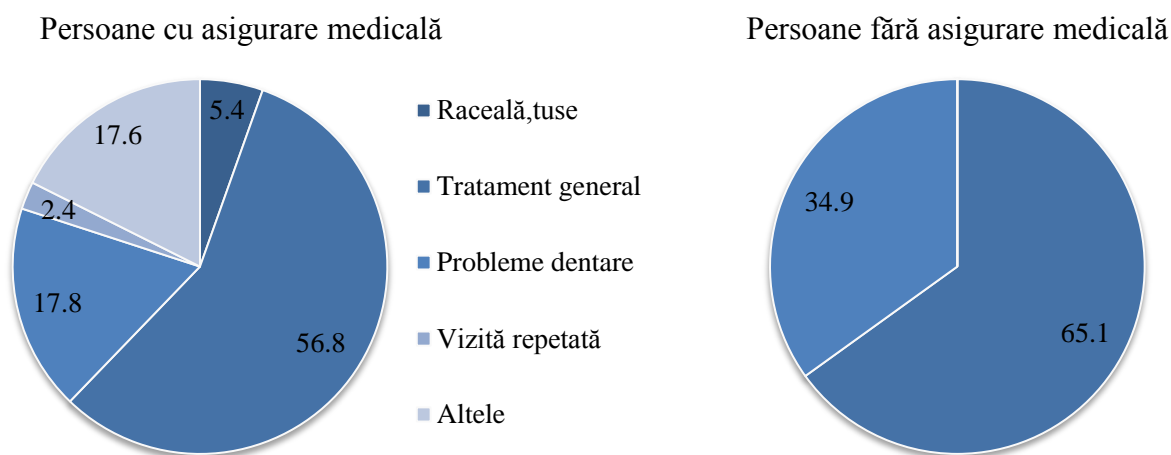 Persoane cu asigurare medicală
Persoane fără asigurare medicală
5.4
17.6
2.4
17.8
56.8
Raceală,tuse
Tratament general
Probleme dentare
Vizită repetată
Altele
34.9
65.1